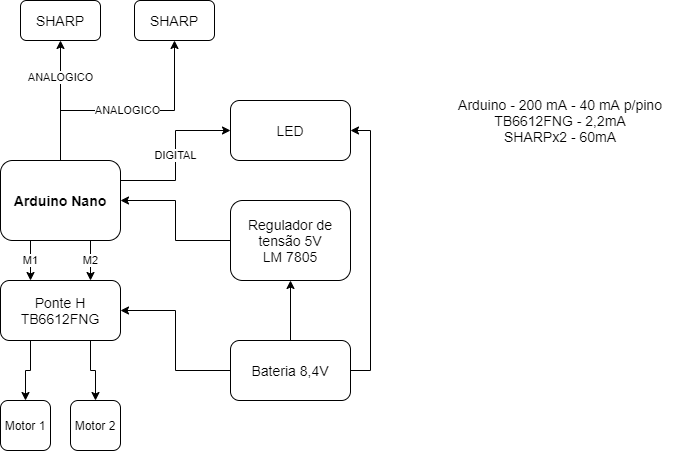 SHARP
SHARP
ANALOGICO
ANALOGICO
Arduino - 200 mA - 40 mA p/pino
TB6612FNG - 2,2mA
SHARPx2 - 60mA
LED
DIGITAL
Arduino Nano
Regulador de
tensão 5V
LM 7805
M1
M2
Ponte H
TB6612FNG
Bateria 8,4V
Motor 1
Motor 2